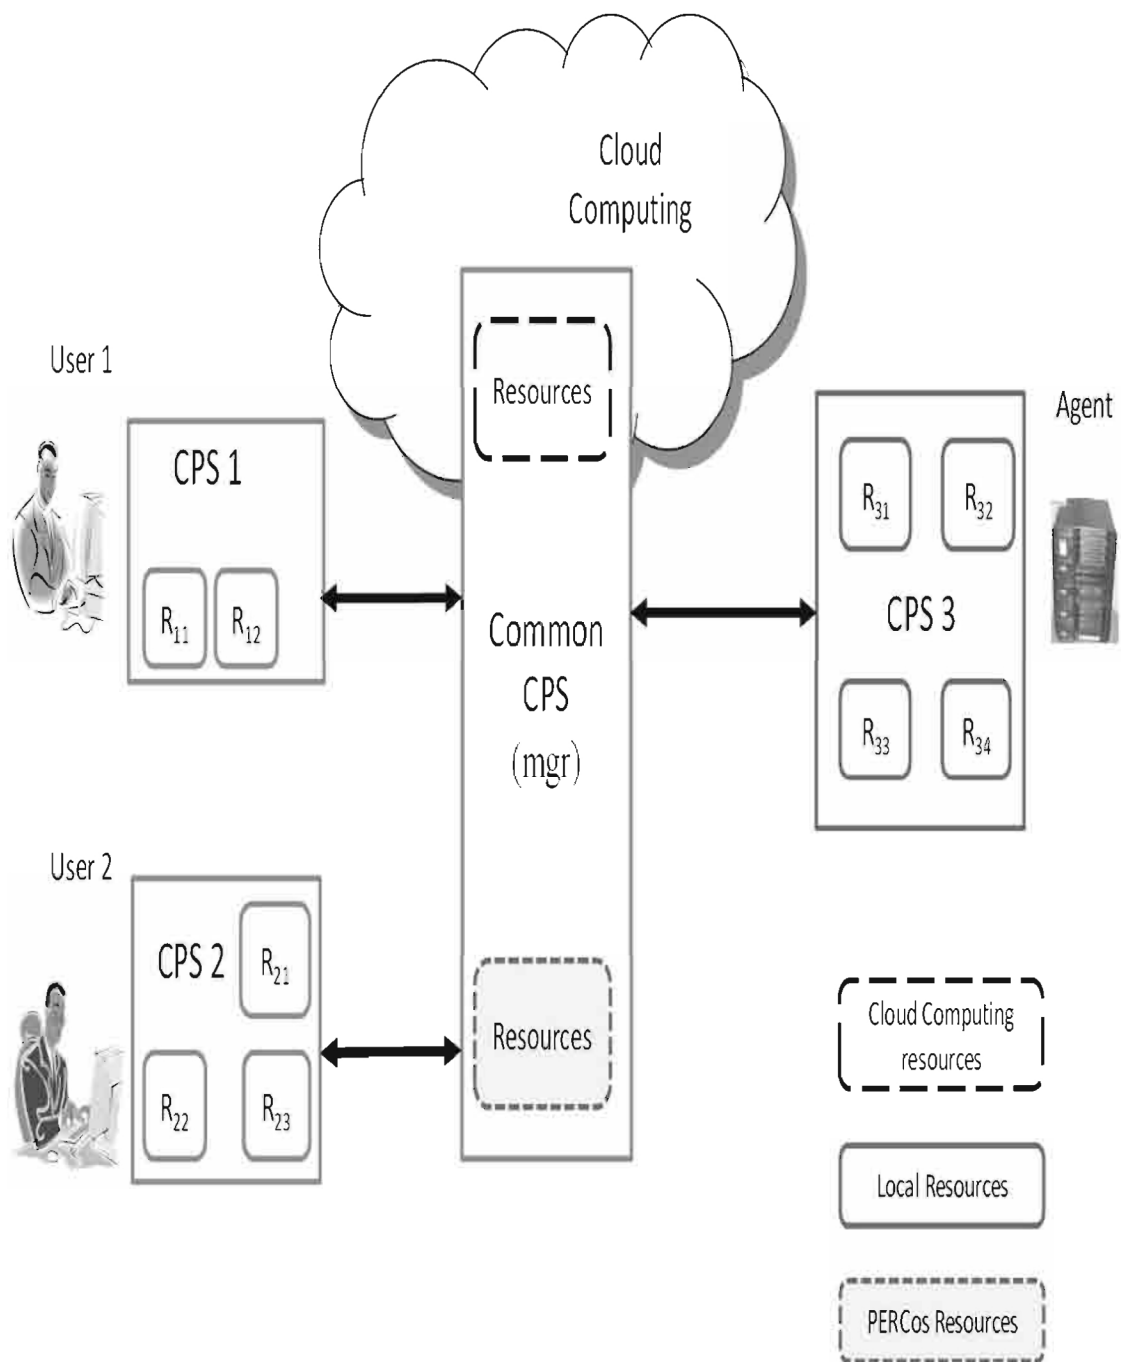 Cloud
Computing
Resources
User 1
CPS 1
R11 R12
Agent
R31 R32
CPS 3
R33 R34
Common
CPS
(mgr)
User 2
CPS 2
R21
R22 R23
Resources
Cloud Computing
resources
Local Resources
PERCos Resources